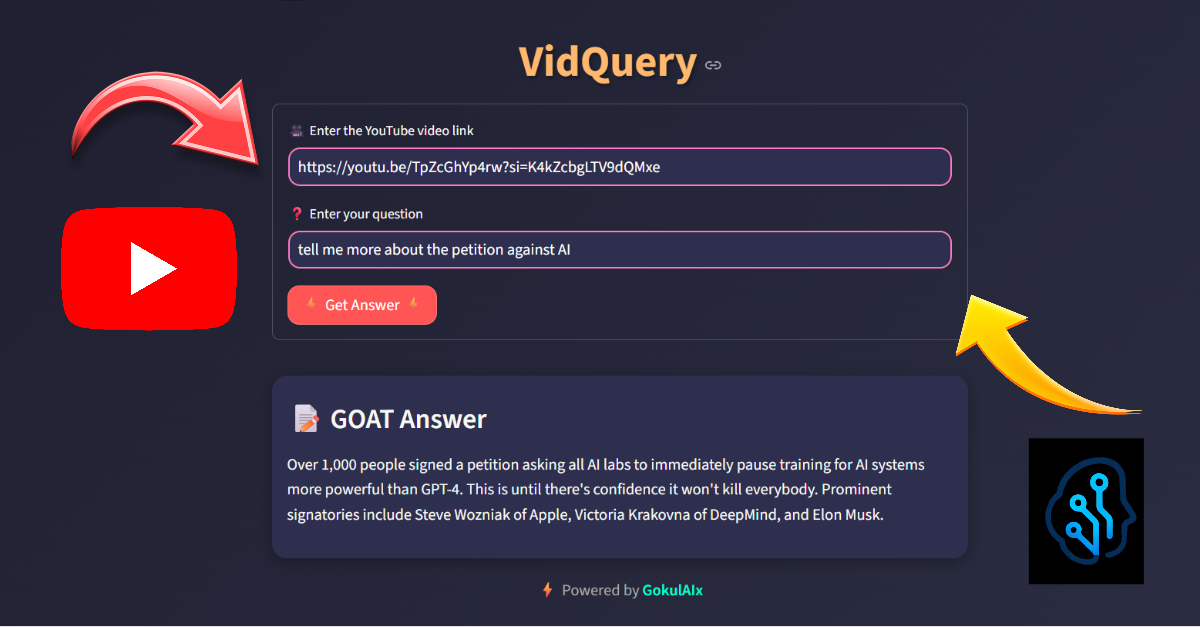 VidQuery
Enter the YouTube video link
https://youtu.be/TpZcGhYp4rw?si=K4kZcbgLTV9dQMxe
Enter your question
tell me more about the petition against AI
Get Answer
GOAT Answer
Over 1,000 people signed a petition asking all AI labs to immediately pause training for AI systems
more powerful than GPT-4. This is until there's confidence it won't kill everybody. Prominent
signatories include Steve Wozniak of Apple, Victoria Krakovna of DeepMind, and Elon Musk.
Powered by GokulAIx